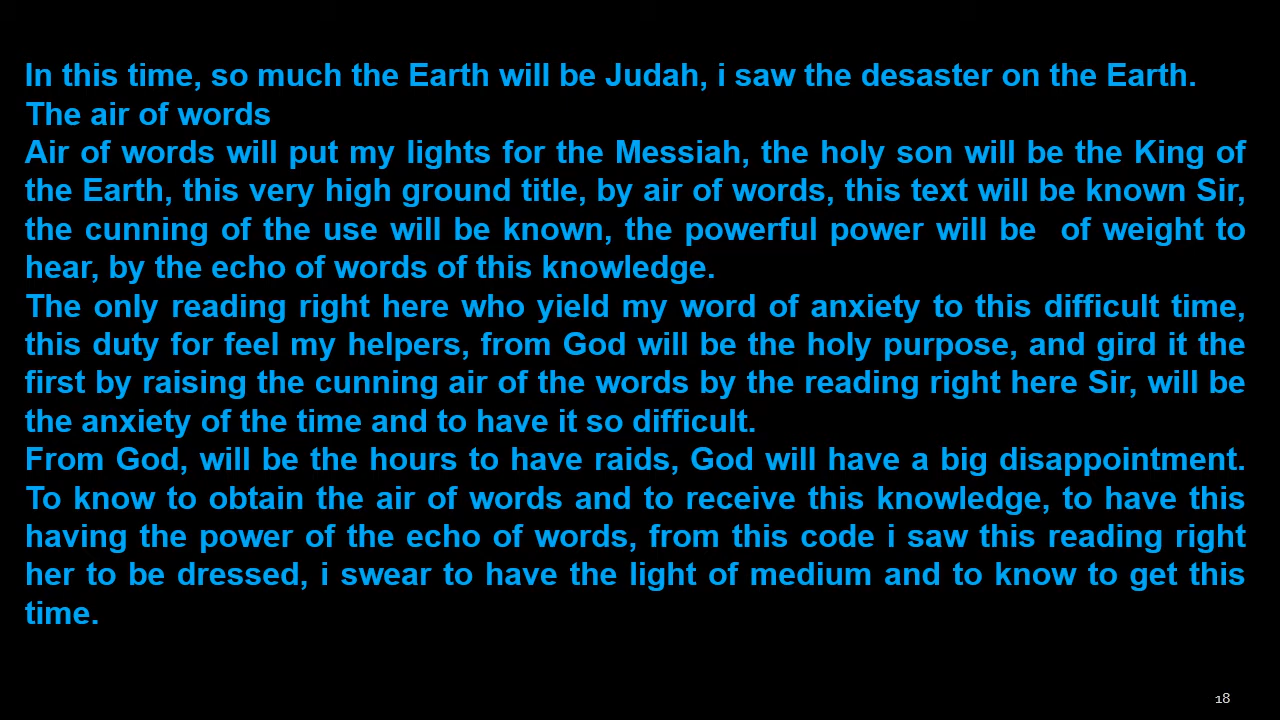 In this time, so much the Earth will be Judah, i saw the desaster on the Earth.
The air of words
Air of words will put my lights for the Messiah, the holy son will be the King of
the Earth, this very high ground title, by air of words, this text will be known Sir,
the cunning of the use will be known, the powerful power will be  of weight to
hear, by the echo of words of this knowledge.
The only reading right here who yield my word of anxiety to this difficult time,
this duty for feel my helpers, from God will be the holy purpose, and gird it the
first by raising the cunning air of the words by the reading right here Sir, will be
the anxiety of the time and to have it so difficult.
From God, will be the hours to have raids, God will have a big disappointment.
To know to obtain the air of words and to receive this knowledge, to have this
having the power of the echo of words, from this code i saw this reading right
her to be dressed, i swear to have the light of medium and to know to get this
time.
18